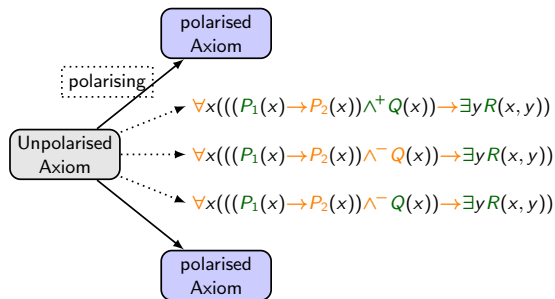 polarised
Axiom
polarising
∀x(((P₁(x)→P₂(x))∧⁺Q(x))→∃yR(x, y))
Unpolarised
Axiom
∀x(((P₁(x)→P₂(x))∧⁻Q(x))→∃yR(x, y))
∀x(((P₁(x)→P₂(x))∧⁻Q(x))→∃yR(x, y))
polarised
Axiom